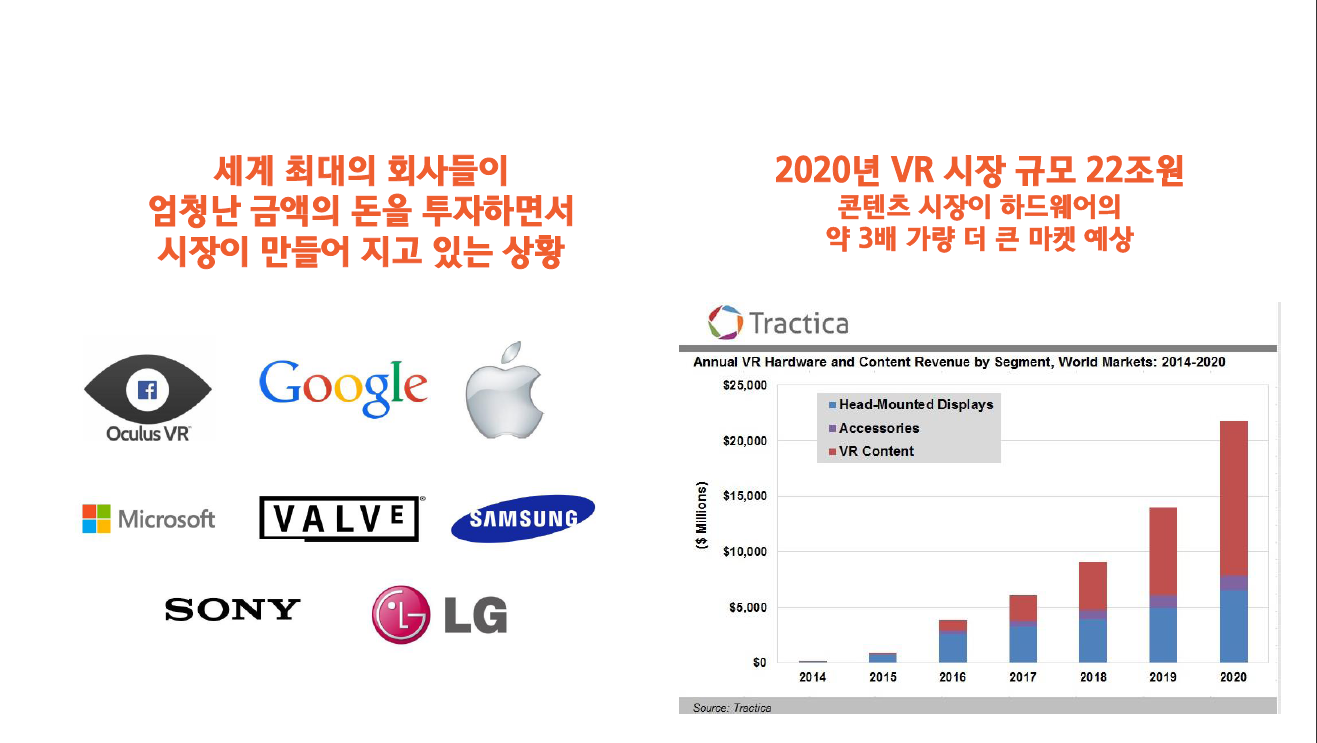 세계 최대의 회사들이
엄청난 금액의 돈을 투자하면서
시장이 만들어 지고 있는 상황
Oculus VR
Google
Microsoft
VALVE®
SAMSUNG
SONY
LG
2020년 VR 시장 규모 22조원
콘텐츠 시장이 하드웨어의
약 3배 가량 더 큰 마켓 예상
Tractica
Annual VR Hardware and Content Revenue by Segment, World Markets: 2014-2020
($ Millions)
$25,000
$20,000
$15,000
$10,000
$5,000
$0
Head-Mounted Displays
Accessories
VR Content
2014 2015 2016 2017 2018 2019 2020
Source: Tractica